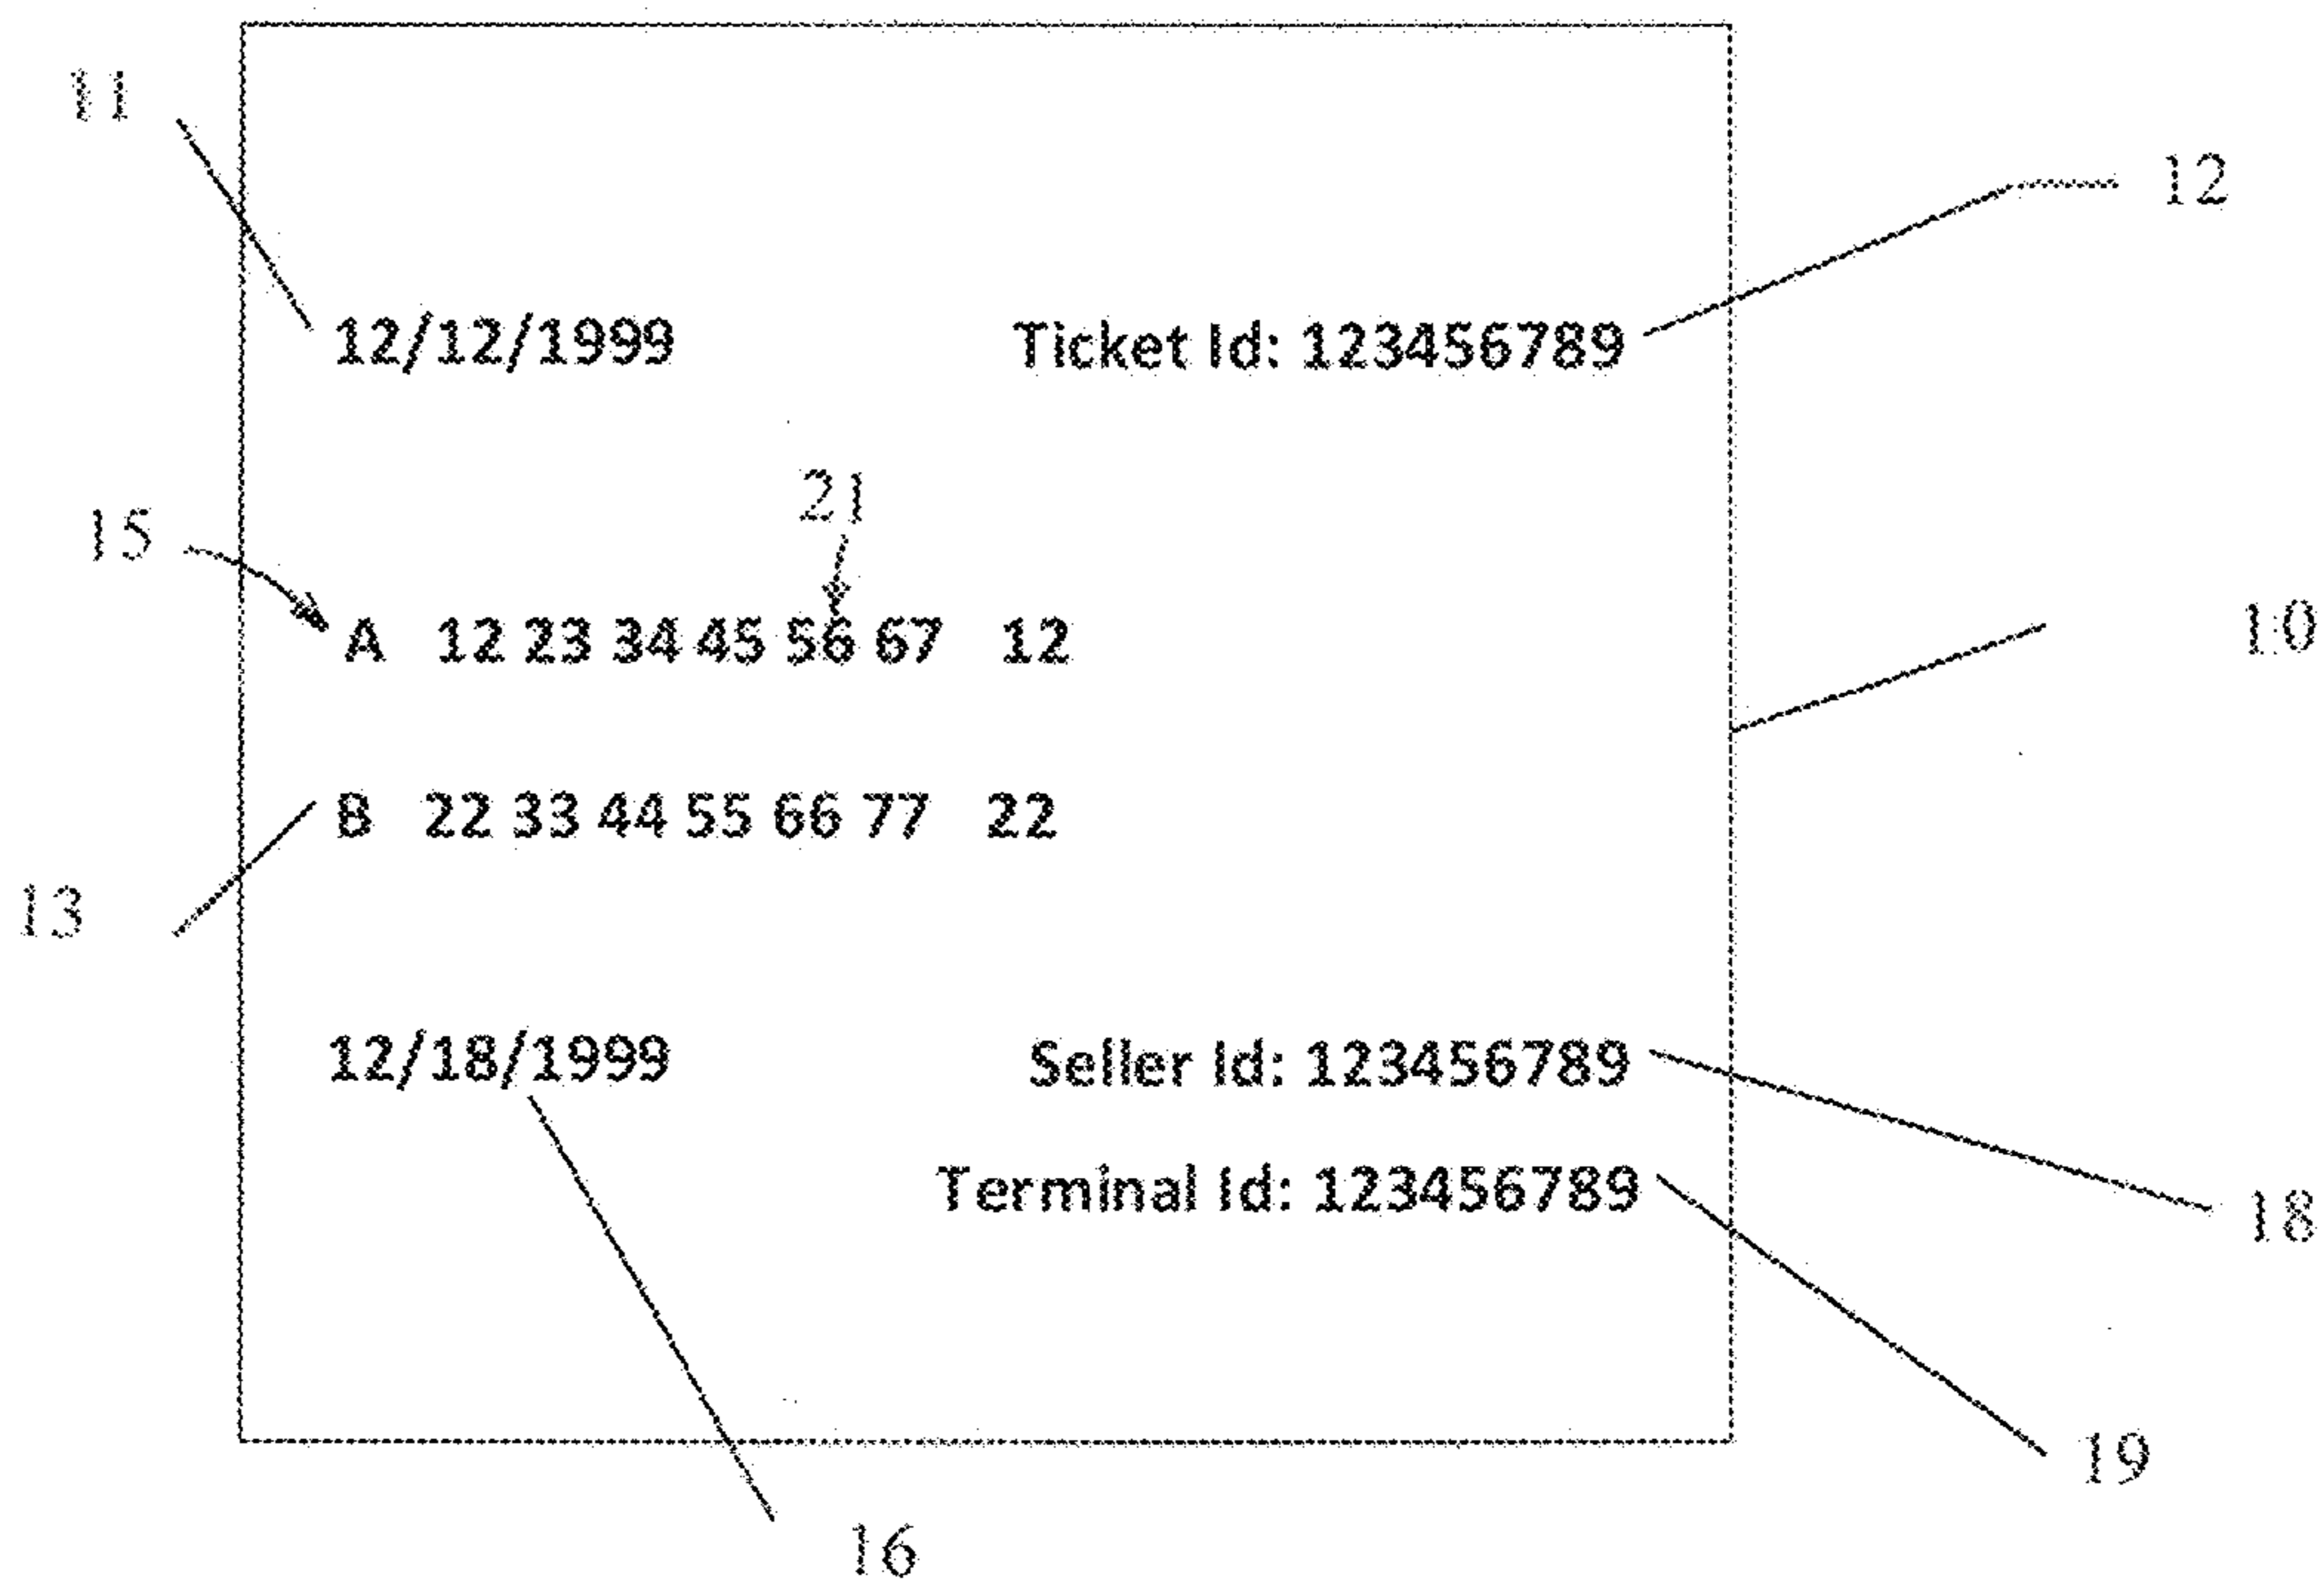 11
12
12/12/1999 Ticket Id: 123456789
21
15
A 12 23 34 45 56 67 12
10
B 22 33 44 55 66 77 22
13
12/18/1999 Seller Id: 123456789
Terminal Id: 123456789
18
19
16